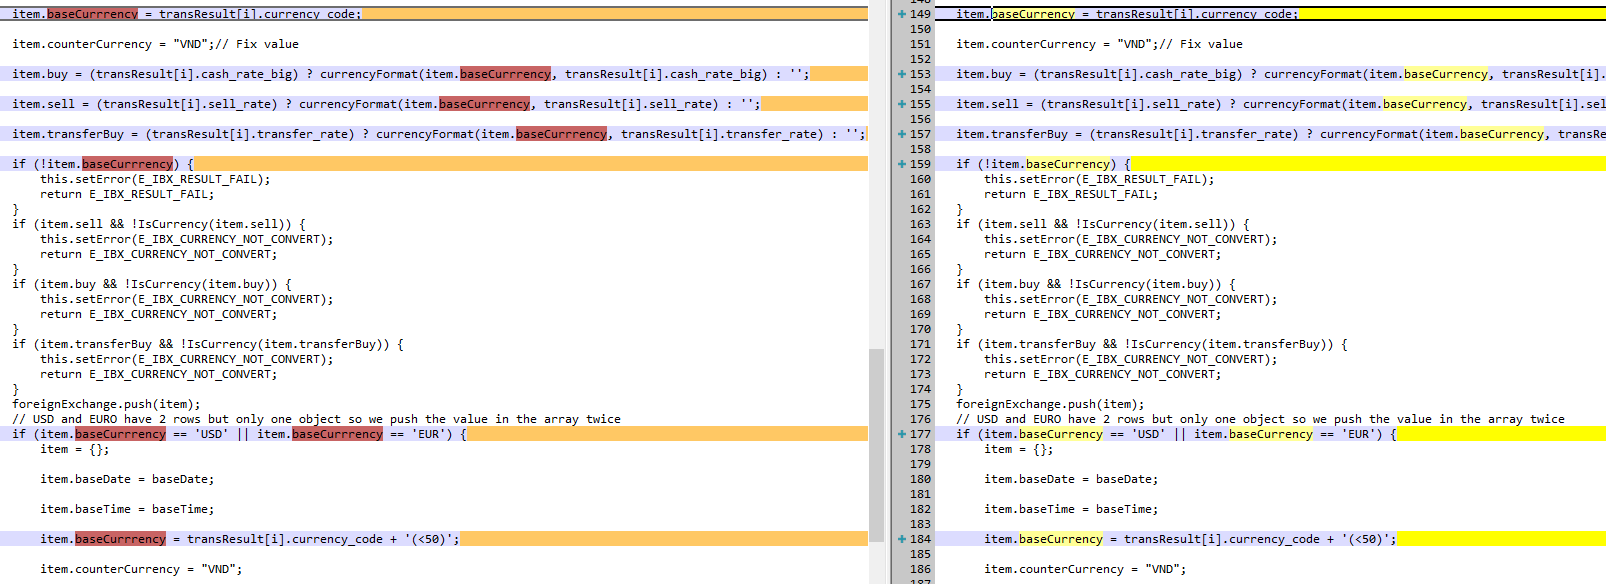 item.baseCurrrency = transResult[i].currency code;
item.counterCurrency = "VND";// Fix value
item.buy = (transResult[i].cash_rate_big) ? currencyFormat(item.baseCurrrency, transResult[i].cash_rate_big) : '';
item.sell = (transResult[i].sell_rate) ? currencyFormat(item.baseCurrrency, transResult[i].sell_rate) : '';
item.transferBuy = (transResult[i].transfer_rate) ? currencyFormat(item.baseCurrrency, transResult[i].transfer_rate) : '';
if (!item.baseCurrrency) {
this.setError(E_IBX_RESULT_FAIL);
return E_IBX_RESULT_FAIL;
}
if (item.sell && !IsCurrency(item.sell)) {
this.setError(E_IBX_CURRENCY_NOT_CONVERT);
return E_IBX_CURRENCY_NOT_CONVERT;
}
if (item.buy && !IsCurrency(item.buy)) {
this.setError(E_IBX_CURRENCY_NOT_CONVERT);
return E_IBX_CURRENCY_NOT_CONVERT;
}
if (item.transferBuy && !IsCurrency(item.transferBuy)) {
this.setError(E_IBX_CURRENCY_NOT_CONVERT);
return E_IBX_CURRENCY_NOT_CONVERT;
}
foreignExchange.push(item);
// USD and EURO have 2 rows but only one object so we push the value in the array twice
if (item.baseCurrrency == 'USD' || item.baseCurrrency == 'EUR') {
item = {};
item.baseDate = baseDate;
item.baseTime = baseTime;
item.baseCurrrency = transResult[i].currency_code + '(<50)';
item.counterCurrency = "VND";
149 item.baseCurrency = transResult[i].currency code;
150
151 item.counterCurrency = "VND";// Fix value
152
153 item.buy = (transResult[i].cash_rate_big) ? currencyFormat(item.baseCurrency, transResult[i].
154
155 item.sell = (transResult[i].sell_rate) ? currencyFormat(item.baseCurrency, transResult[i].sel
156
157 item.transferBuy = (transResult[i].transfer_rate) ? currencyFormat(item.baseCurrency, transRe
158
159 if (!item.baseCurrency) {
160 this.setError(E_IBX_RESULT_FAIL);
161 return E_IBX_RESULT_FAIL;
162 }
163 if (item.sell && !IsCurrency(item.sell)) {
164 this.setError(E_IBX_CURRENCY_NOT_CONVERT);
165 return E_IBX_CURRENCY_NOT_CONVERT;
166 }
167 if (item.buy && !IsCurrency(item.buy)) {
168 this.setError(E_IBX_CURRENCY_NOT_CONVERT);
169 return E_IBX_CURRENCY_NOT_CONVERT;
170 }
171 if (item.transferBuy && !IsCurrency(item.transferBuy)) {
172 this.setError(E_IBX_CURRENCY_NOT_CONVERT);
173 return E_IBX_CURRENCY_NOT_CONVERT;
174 }
175 foreignExchange.push(item);
176 // USD and EURO have 2 rows but only one object so we push the value in the array twice
177 if (item.baseCurrency == 'USD' || item.baseCurrency == 'EUR') {
178 item = {};
179
180 item.baseDate = baseDate;
181
182 item.baseTime = baseTime;
183
184 item.baseCurrency = transResult[i].currency_code + '(<50)';
185
186 item.counterCurrency = "VND";